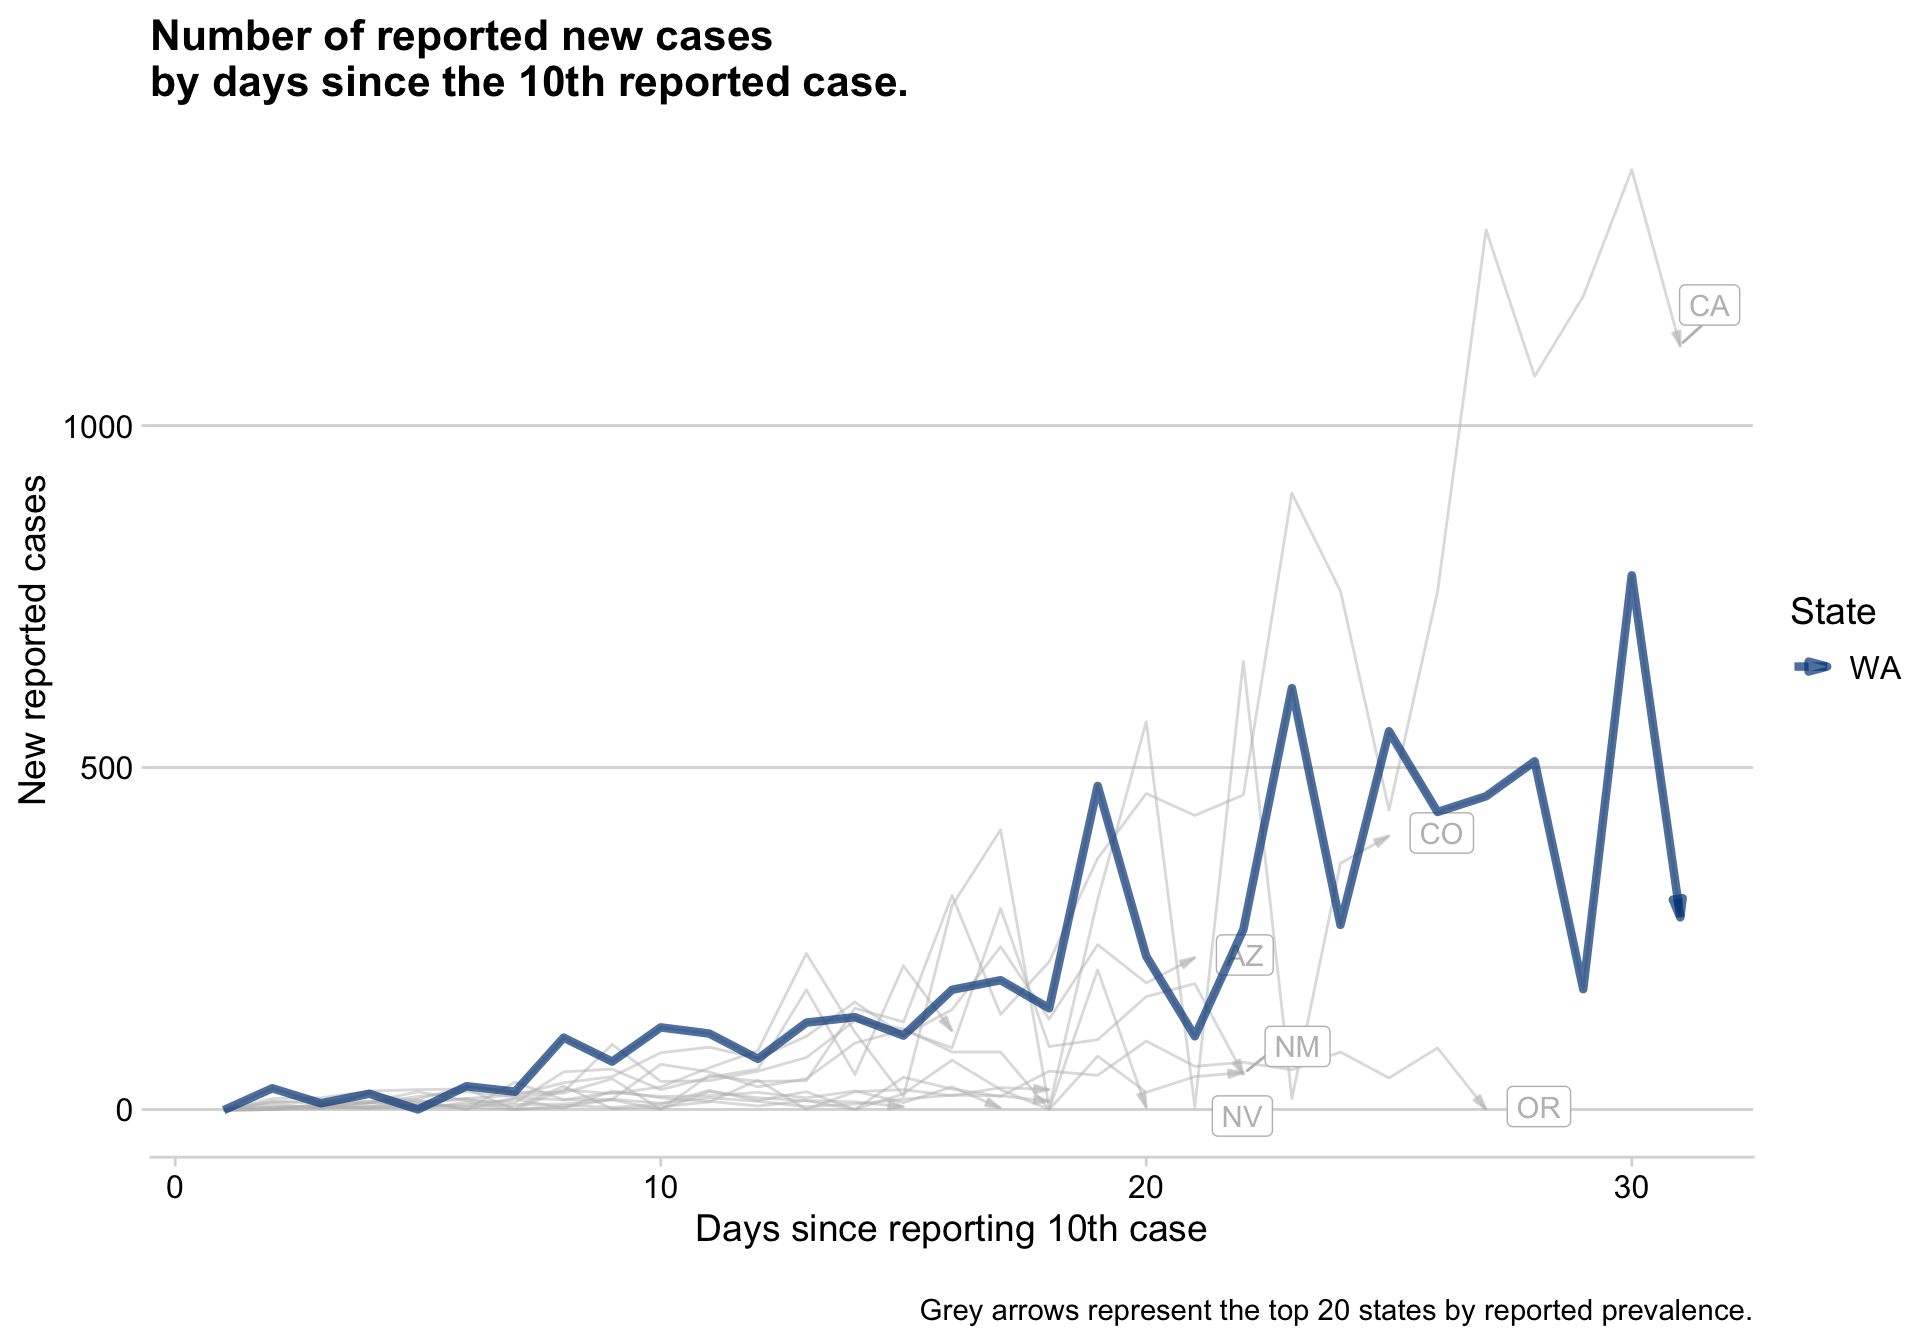 Number of reported new cases
by days since the 10th reported case.
New reported cases
1000
500
0
CA
CO
AZ
NM
NV
OR
State
WA
0
10
20
30
Days since reporting 10th case
Grey arrows represent the top 20 states by reported prevalence.